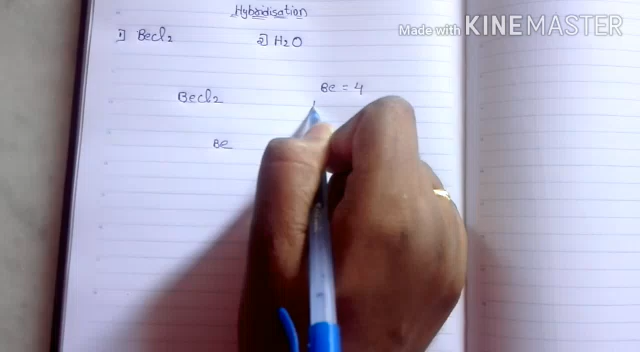 Hybridisation
Made with KINEMASTER
1] BeCl2
2] H2O
Be = 4
BeCl2
Be